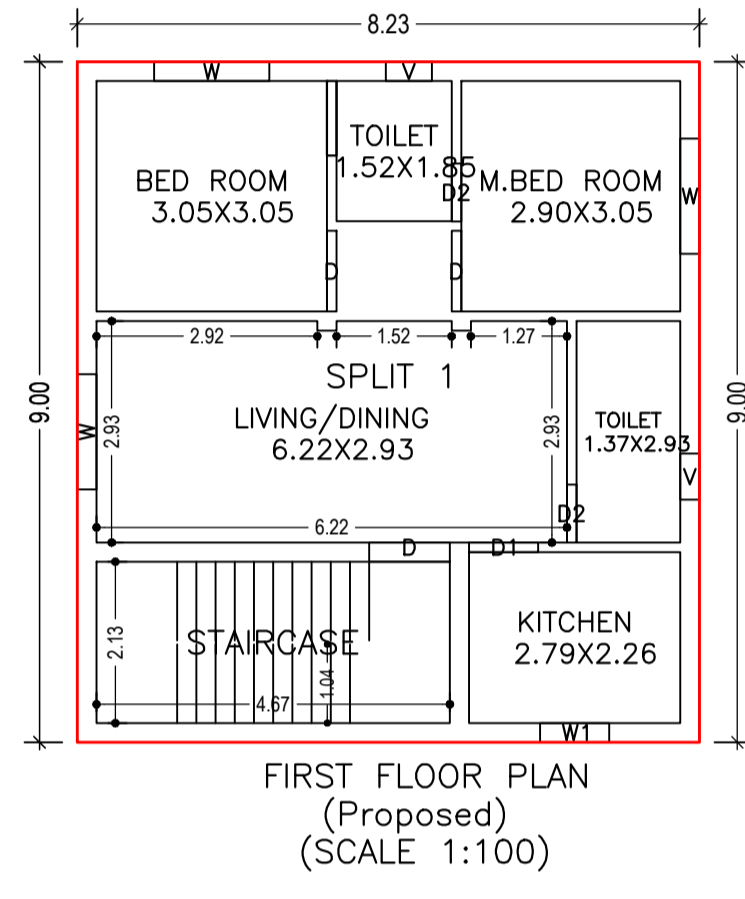 8.23
W
V
TOILET
1.52X1.85
BED ROOM
3.05X3.05
D2
M.BED ROOM
2.90X3.05
W
D
D
2.92
1.52
1.27
SPLIT 1
LIVING/DINING
6.22X2.93
9.00
W
2.93
2.93
TOILET
1.37X2.93
V
9.00
6.22
D2
D
D1
STAIRCASE
2.13
1.04
4.67
KITCHEN
2.79X2.26
W1
FIRST FLOOR PLAN
(Proposed)
(SCALE 1:100)